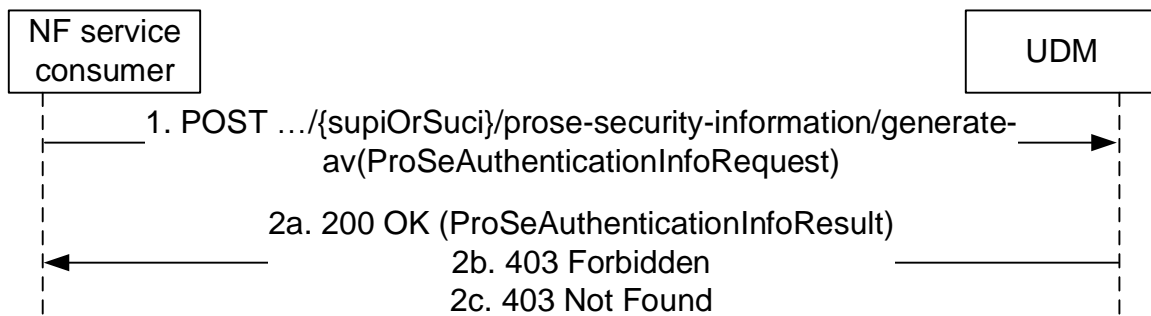 NF service
consumer
UDM
1. POST …/{supiOrSuci}/prose-security-information/generate-
av(ProSeAuthenticationInfoRequest)
2a. 200 OK (ProSeAuthenticationInfoResult)
2b. 403 Forbidden
2c. 403 Not Found